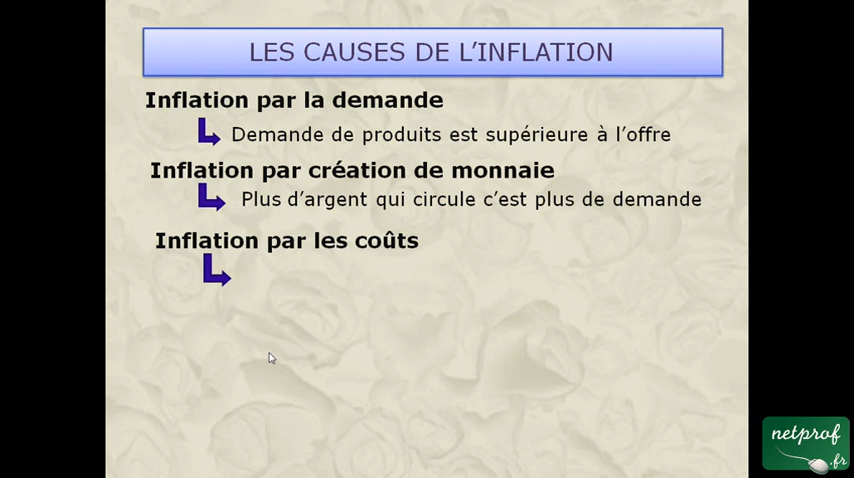 LES CAUSES DE L’INFLATION
Inflation par la demande
Demande de produits est supérieure à l’offre
Inflation par création de monnaie
Plus d’argent qui circule c’est plus de demande
Inflation par les coûts
netprof
.fr